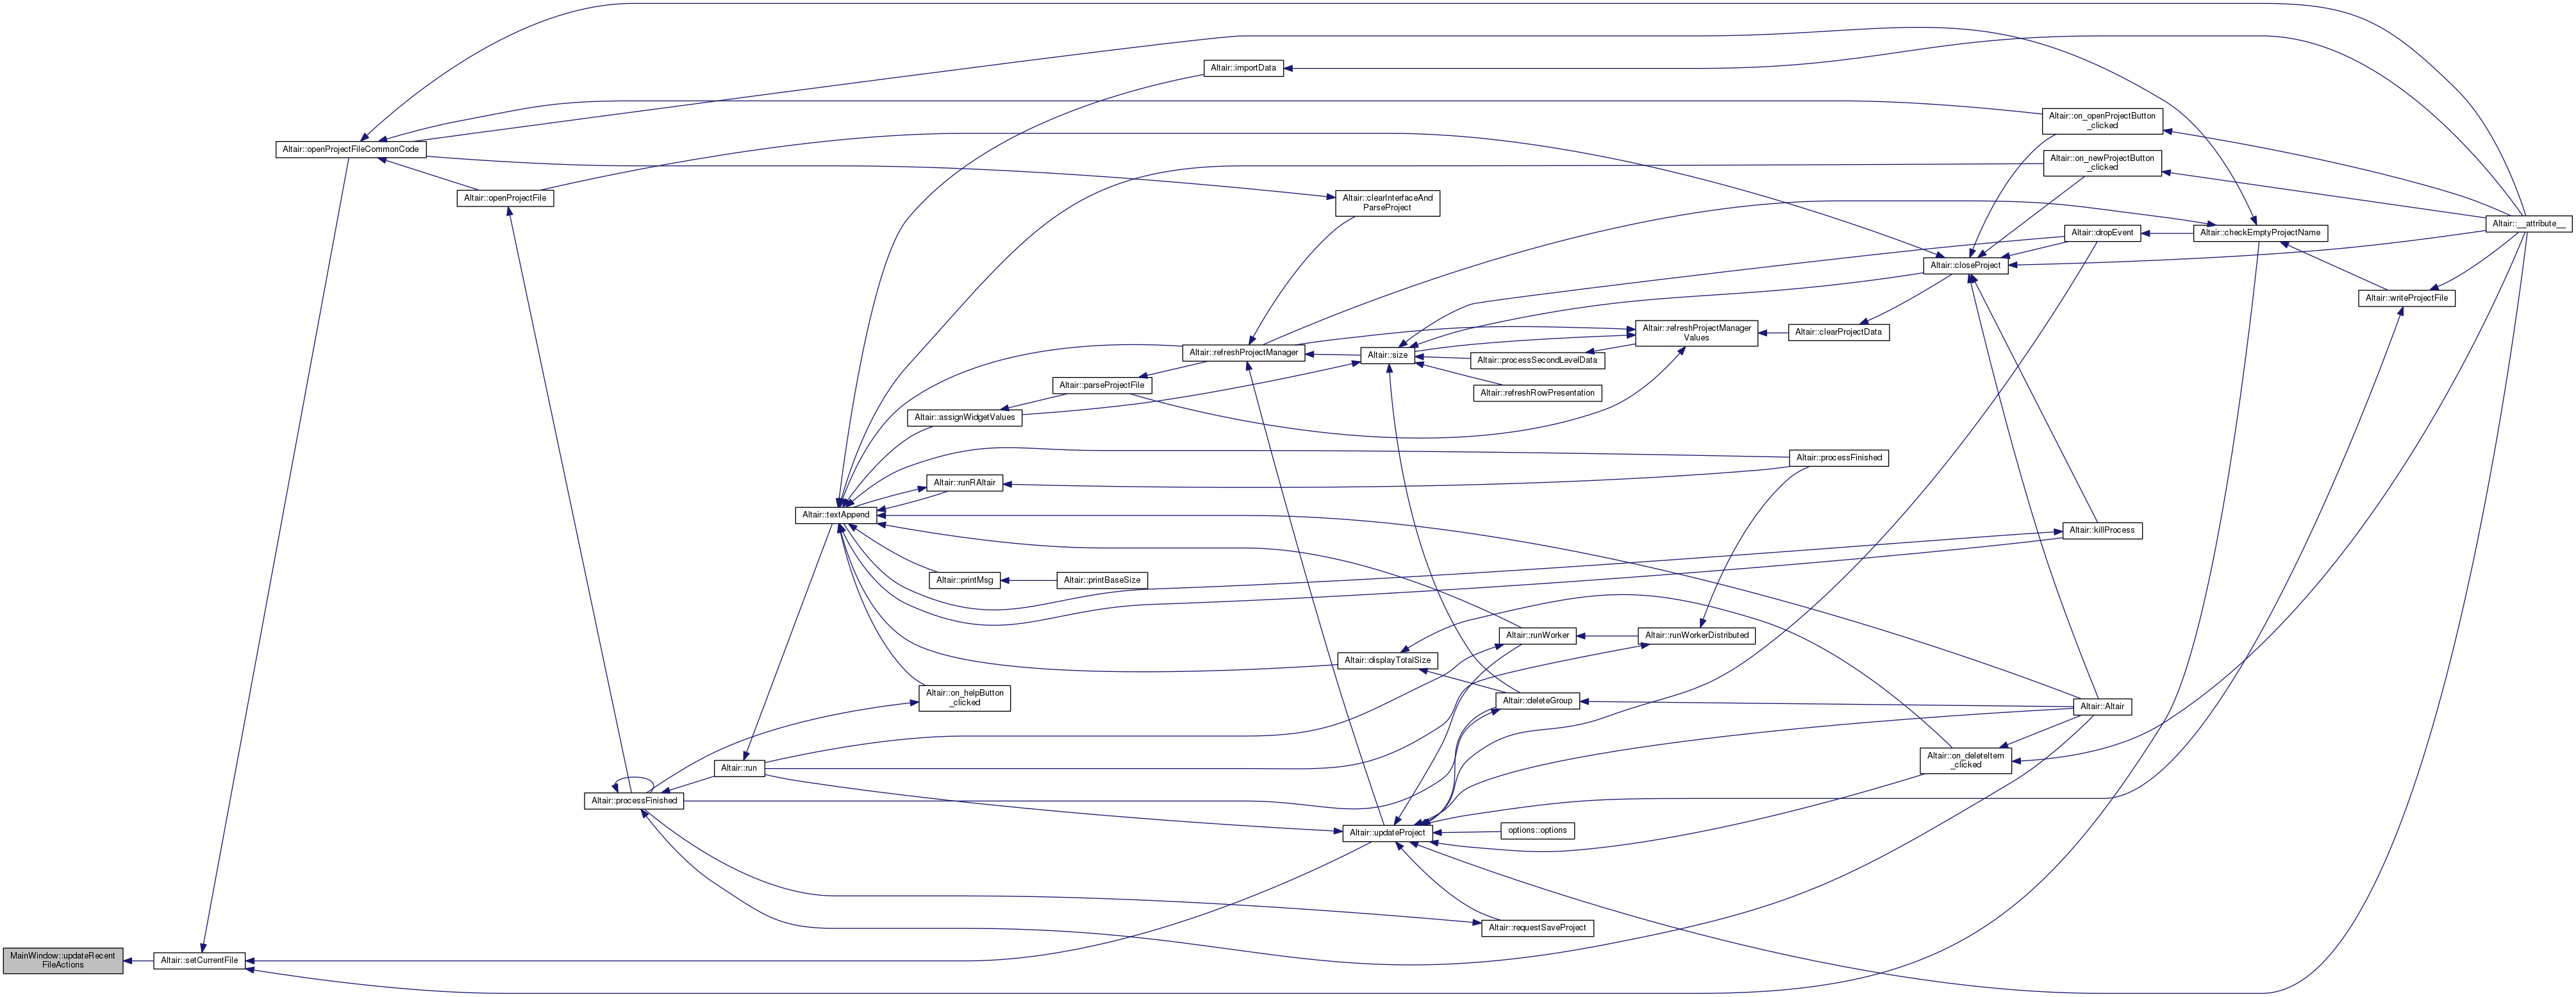 Altair::importData
Altair::on_openProjectButton
_clicked
Altair::openProjectFileCommonCode
Altair::on_newProjectButton
_clicked
Altair::openProjectFile
Altair::clearInterfaceAnd
ParseProject
Altair::__attribute__
Altair::dropEvent
Altair::checkEmptyProjectName
Altair::closeProject
Altair::writeProjectFile
Altair::refreshProjectManager
Values
Altair::clearProjectData
Altair::refreshProjectManager
Altair::size
Altair::processSecondLevelData
Altair::parseProjectFile
Altair::refreshRowPresentation
Altair::assignWidgetValues
Altair::processFinished
Altair::runRAltair
Altair::textAppend
Altair::killProcess
Altair::printMsg
Altair::printBaseSize
Altair::runWorker
Altair::runWorkerDistributed
Altair::displayTotalSize
Altair::on_helpButton
_clicked
Altair::deleteGroup
Altair::Altair
Altair::on_deleteItem
_clicked
Altair::run
Altair::processFinished
Altair::updateProject
options::options
Altair::requestSaveProject
MainWindow::updateRecent
FileActions
Altair::setCurrentFile